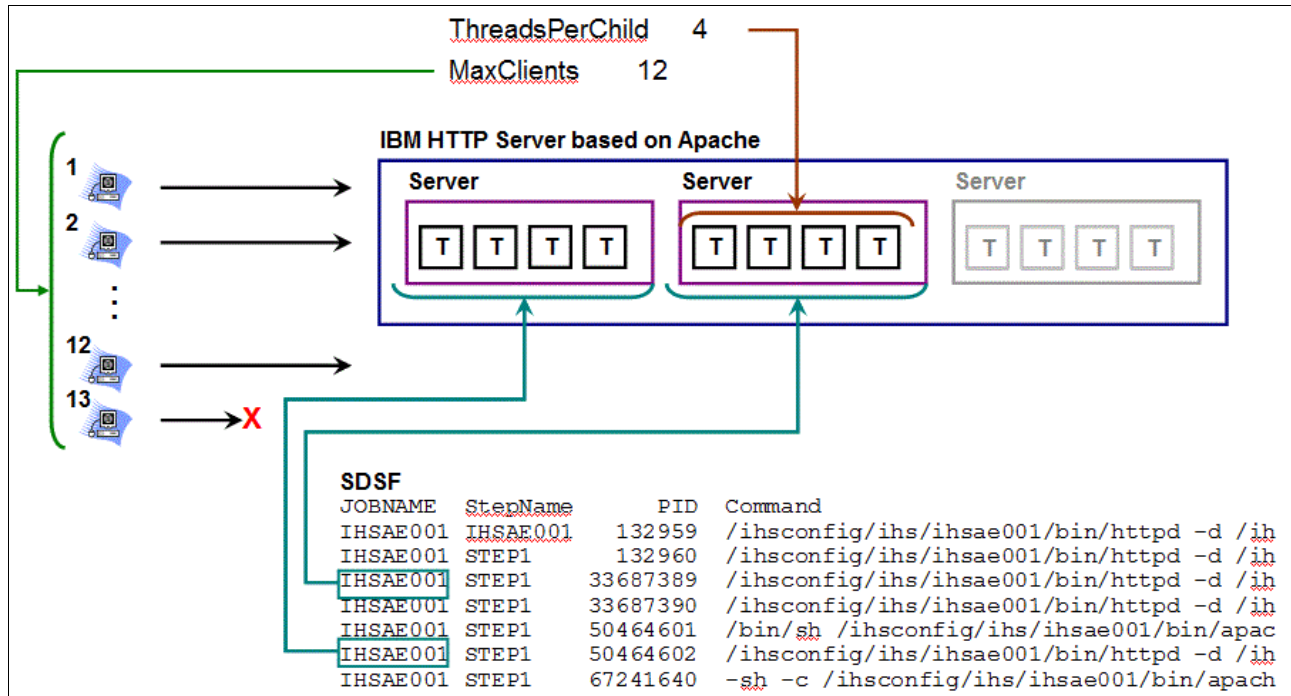 ThreadsPerChild 4
MaxClients 12
IBM HTTP Server based on Apache
Server Server Server
T T T T T T T T T T T T
1
2
12
13
X
SDSF
JOBNAME StepName PID Command
IHSAE001 IHSAE001 132959 /ihsconfig/ihs/ihsae001/bin/httpd -d /ih
IHSAE001 STEP1 132960 /ihsconfig/ihs/ihsae001/bin/httpd -d /ih
IHSAE001 STEP1 33687389 /ihsconfig/ihs/ihsae001/bin/httpd -d /ih
IHSAE001 STEP1 33687390 /ihsconfig/ihs/ihsae001/bin/httpd -d /ih
IHSAE001 STEP1 50464601 /bin/sh /ihsconfig/ihs/ihsae001/bin/apac
IHSAE001 STEP1 50464602 /ihsconfig/ihs/ihsae001/bin/httpd -d /ih
IHSAE001 STEP1 67241640 -sh -c /ihsconfig/ihs/ihsae001/bin/apach